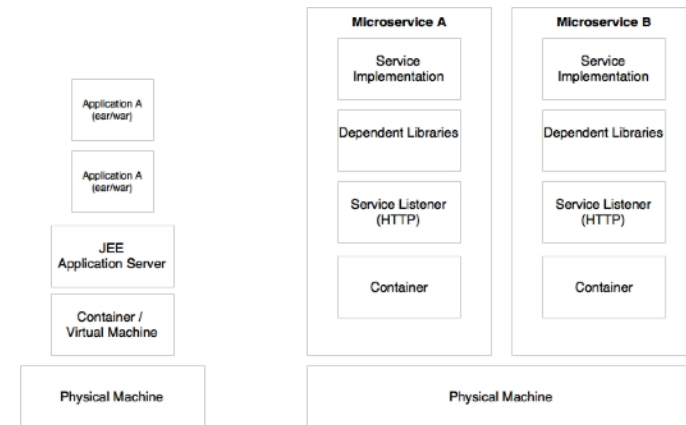 Application A
(ear/war)
Application A
(ear/war)
JEE
Application Server
Container /
Virtual Machine
Physical Machine
Microservice A
Service
Implementation
Dependent Libraries
Service Listener
(HTTP)
Container
Microservice B
Service
Implementation
Dependent Libraries
Service Listener
(HTTP)
Container
Physical Machine